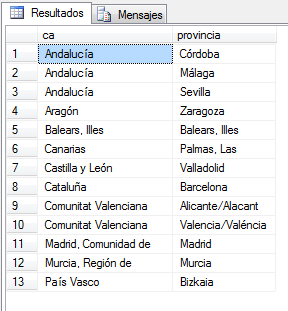 Resultados Mensajes
ca provincia
1 Andalucía Córdoba
2 Andalucía Málaga
3 Andalucía Sevilla
4 Aragón Zaragoza
5 Balears, Illes Balears, Illes
6 Canarias Palmas, Las
7 Castilla y León Valladolid
8 Cataluña Barcelona
9 Comunitat Valenciana Alicante/Alacant
10 Comunitat Valenciana Valencia/Valéncia
11 Madrid, Comunidad de Madrid
12 Murcia, Región de Murcia
13 País Vasco Bizkaia